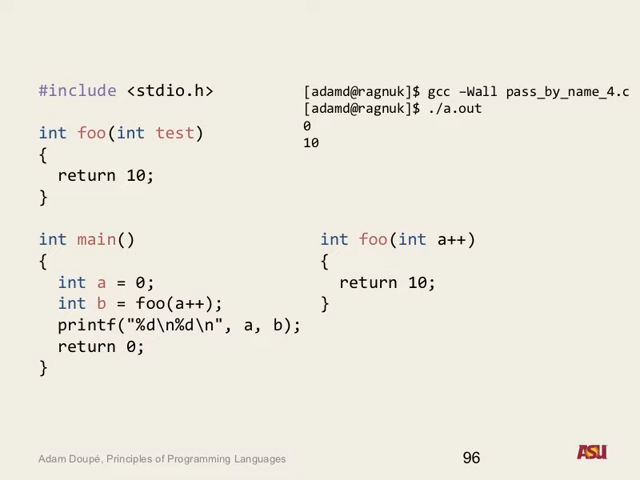 #include <stdio.h>
int foo(int test)
{
return 10;
}
int main()
{
int a = 0;
int b = foo(a++);
printf("%d\n%d\n", a, b);
return 0;
}
[adamd@ragnuk]$ gcc –Wall pass_by_name_4.c
[adamd@ragnuk]$ ./a.out
0
10
int foo(int a++)
{
return 10;
}
Adam Doupé, Principles of Programming Languages
96
ASU